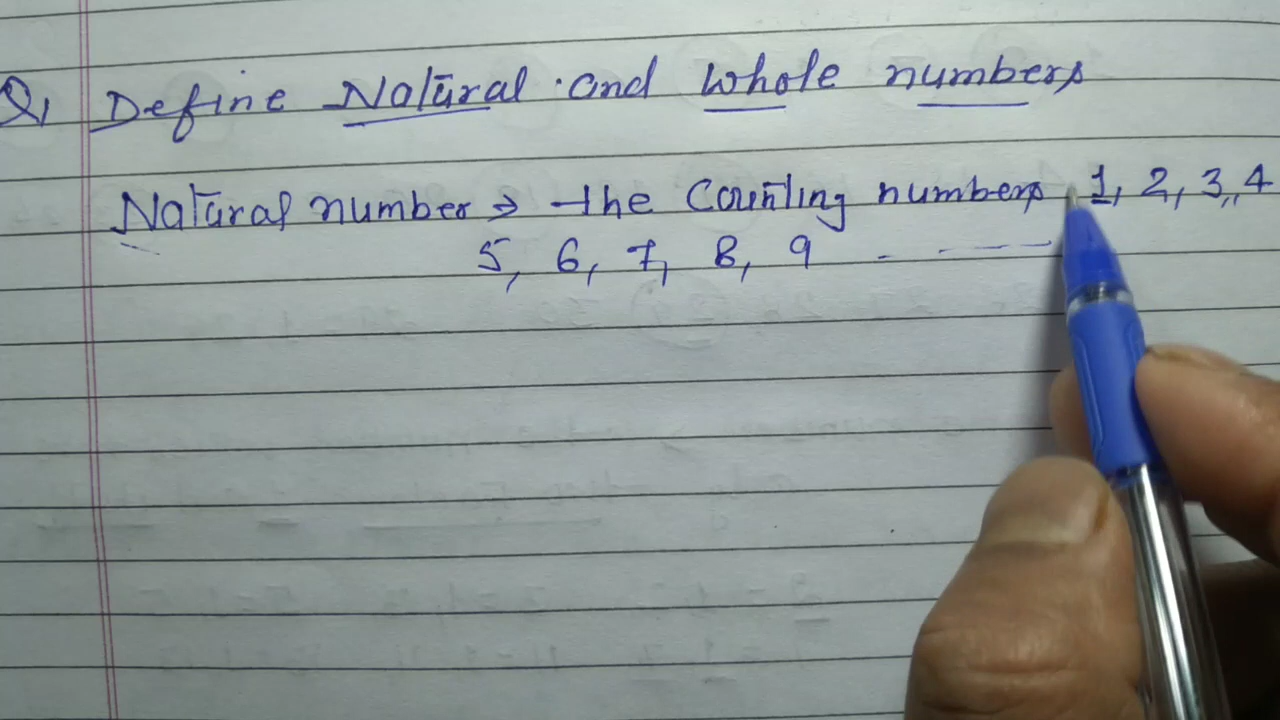 Q1 Define Natural and Whole numbers
Natural number → the Counting numbers 1, 2, 3, 4
5, 6, 7, 8, 9 - ----